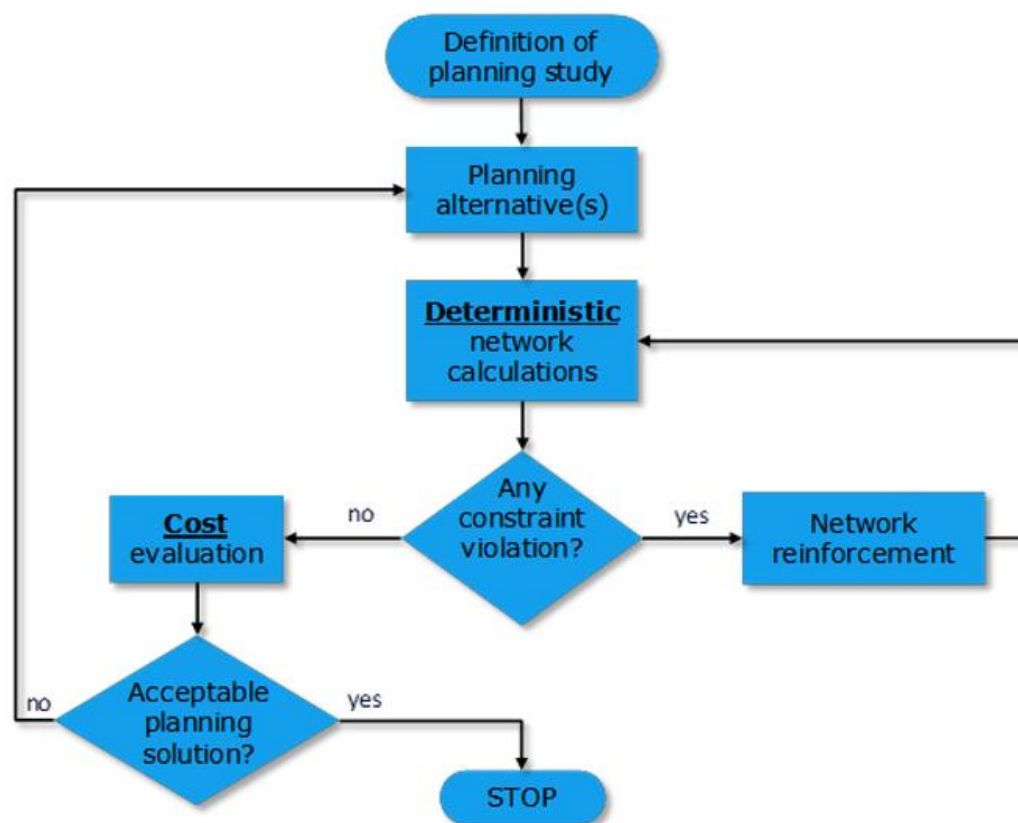 Definition of
planning study
Planning
alternative(s)
Deterministic
network
calculations
Any
constraint
violation?
no
yes
Cost
evaluation
Network
reinforcement
Acceptable
planning
solution?
no
yes
STOP